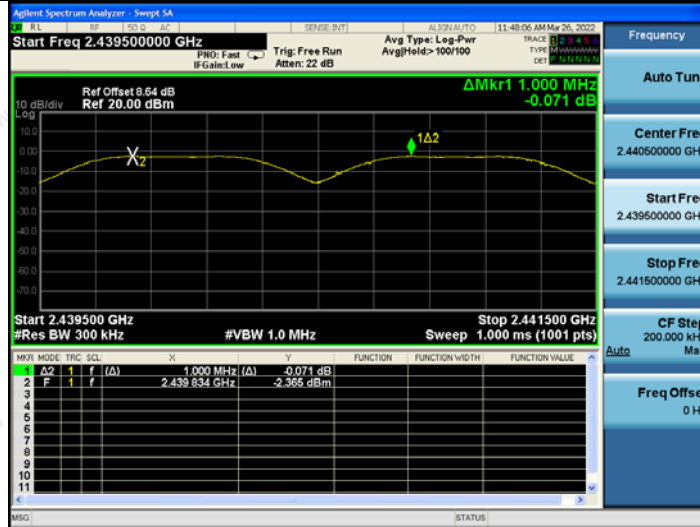 Agilent Spectrum Analyzer - Swept SA
RL RF 50 Ω AC SENSE:INT ALIGNAUTO 11:48:06 AM Mar 26, 2022
Start Freq 2.439500000 GHz
PNO: Fast
IFGain:Low
Trig: Free Run
Atten: 22 dB
Avg Type: Log-Pwr
Avg|Hold:> 100/100
TRACE 1 2 3 4 5 6
TYPE M
DET P N N N N N
Ref Offset 8.64 dB
10 dB/div Ref 20.00 dBm
Log
ΔMkr1 1.000 MHz
-0.071 dB
10.0
0.00
-10.0
-20.0
-30.0
-40.0
-50.0
-60.0
-70.0
X2
1Δ2
Start 2.439500 GHz Stop 2.441500 GHz
#Res BW 300 kHz #VBW 1.0 MHz Sweep 1.000 ms (1001 pts)
MKR MODE TRC SCL X Y FUNCTION FUNCTION WIDTH FUNCTION VALUE
1 Δ2 1 f (Δ) 1.000 MHz (Δ) -0.071 dB
2 F 1 f 2.439 834 GHz -2.365 dBm
3
4
5
6
7
8
9
10
11
MSG STATUS
Frequency
Auto Tun
Center Fre
2.440500000 GH
Start Fre
2.439500000 GH
Stop Fre
2.441500000 GH
CF Step
200.000 kH
Auto Ma
Freq Offse
0 H